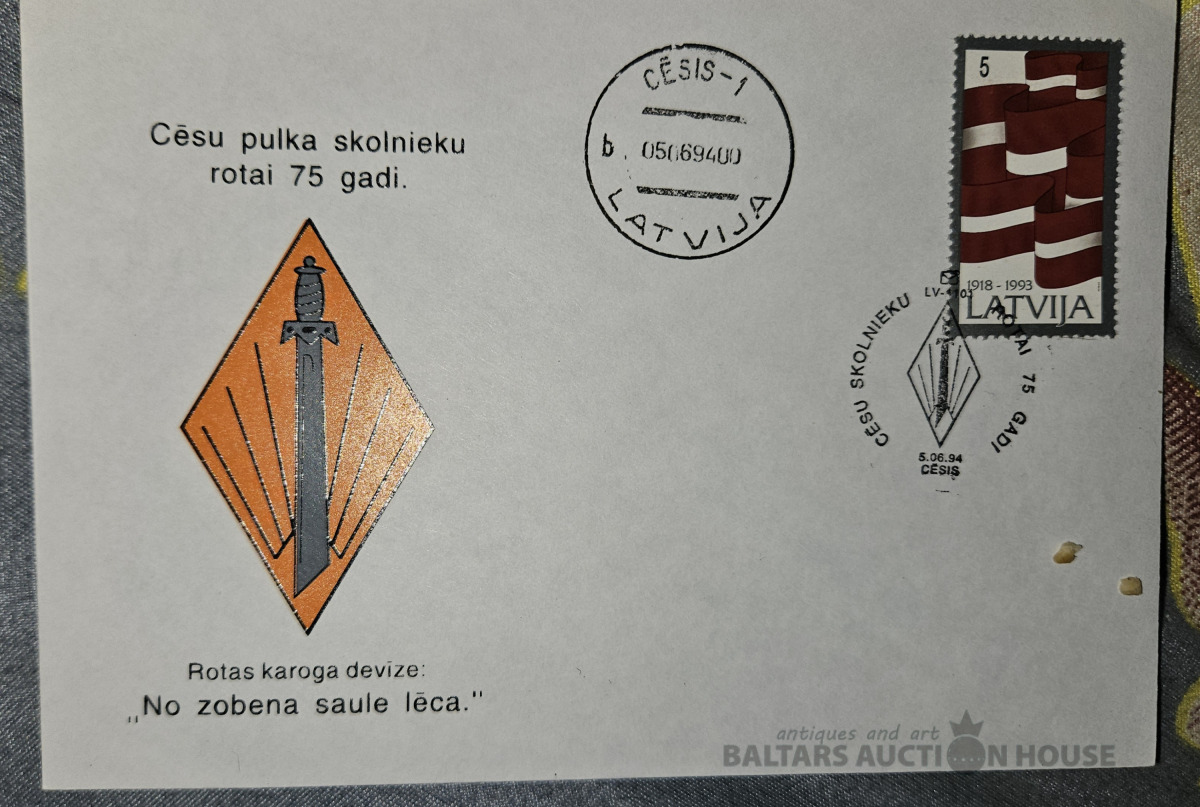 Cēsu pulka skolnieku
rotai 75 gadi.
Rotas karoga devīze:
„No zobena saule lēca."
CĒSIS-1
b. 05069400
LATVIJA
5
1918 - 1993
LATVIJA
CĒSU SKOLNIEKU ROTAI 75 GADI
5.06.94
CĒSIS
antiques and art
BALTARS AUCTION HOUSE